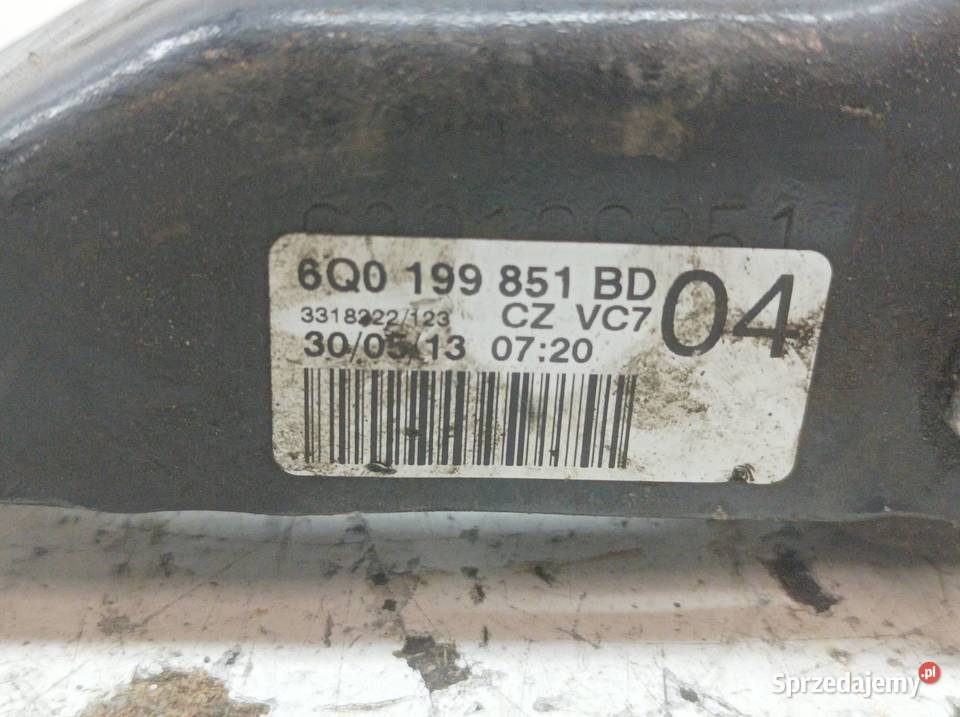 6Q0 199 851 BD
04
3318222/123 CZ VC7
30/05/13 07:20
Sprzedajemy.pl